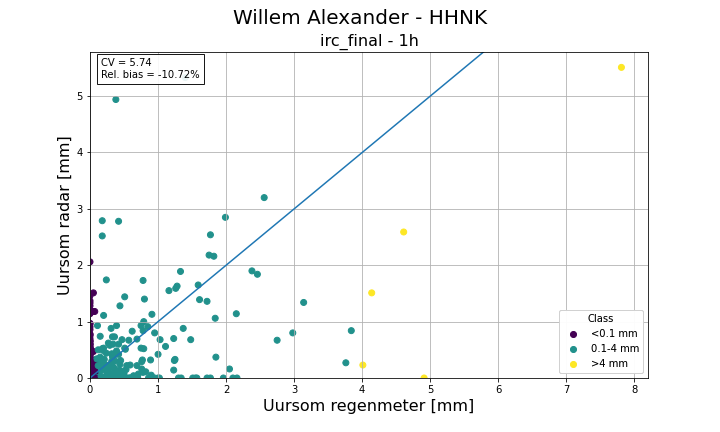 Willem Alexander - HHNK
irc_final - 1h
CV = 5.74
Rel. bias = -10.72%
Uursom radar [mm]
5
4
3
2
1
0
0 1 2 3 4 5 6 7 8
Uursom regenmeter [mm]
Class
<0.1 mm
0.1-4 mm
>4 mm